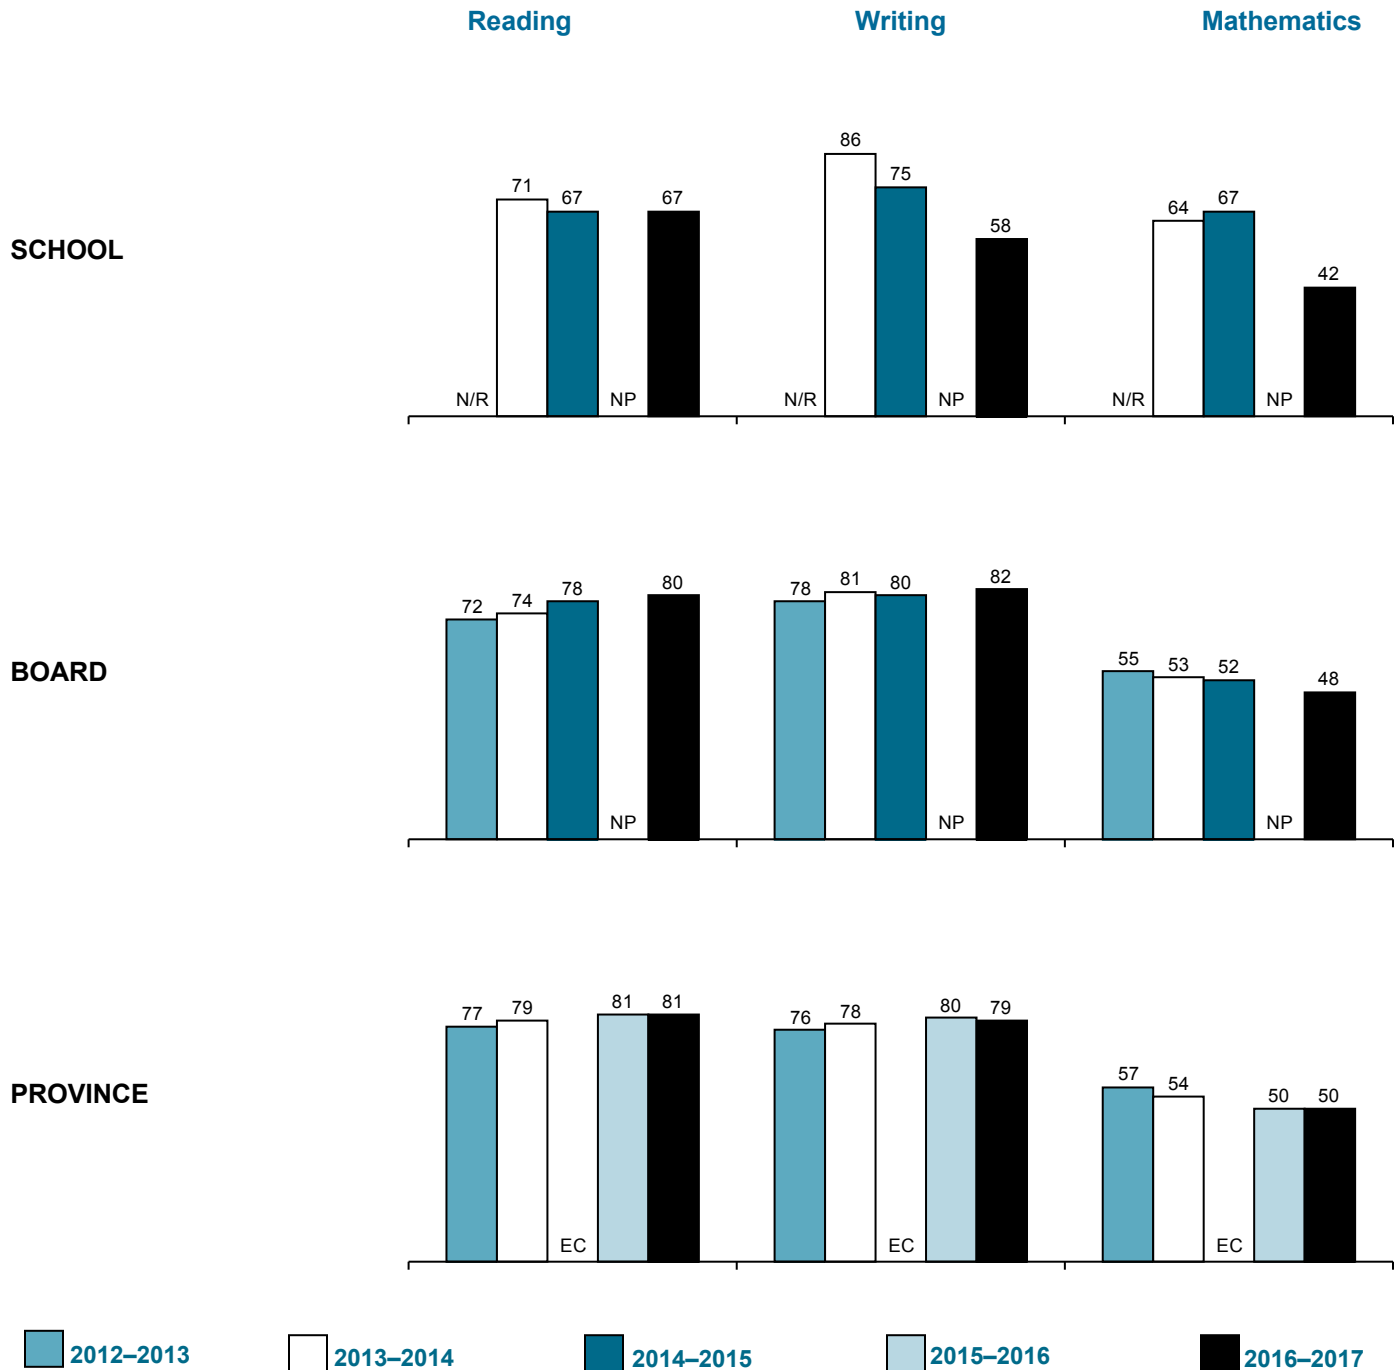 Reading Writing Mathematics
SCHOOL
N/R 71 67 NP 67
N/R 86 75 NP 58
N/R 64 67 NP 42
BOARD
72 74 78 NP 80
78 81 80 NP 82
55 53 52 NP 48
PROVINCE
77 79 EC 81 81
76 78 EC 80 79
57 54 EC 50 50
2012–2013 2013–2014 2014–2015 2015–2016 2016–2017